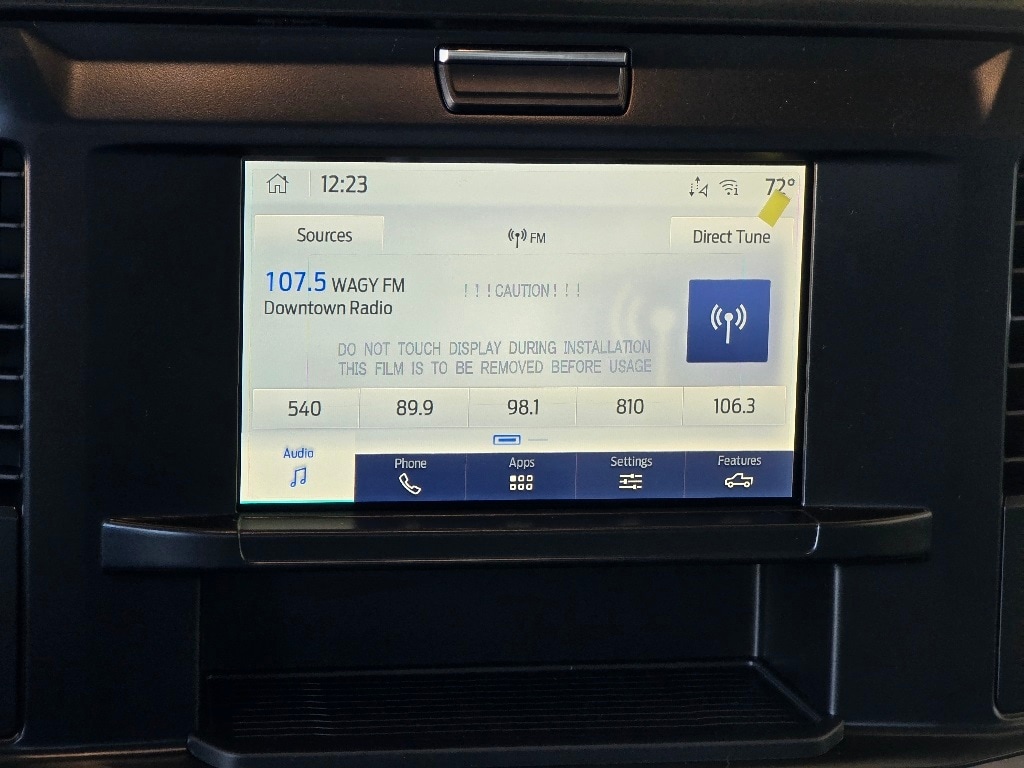 12:23
72°
Sources
FM
Direct Tune
107.5 WAGY FM
! ! ! CAUTION ! ! !
Downtown Radio
DO NOT TOUCH DISPLAY DURING INSTALLATION
THIS FILM IS TO BE REMOVED BEFORE USAGE
540 89.9 98.1 810 106.3
Audio Phone Apps Settings Features